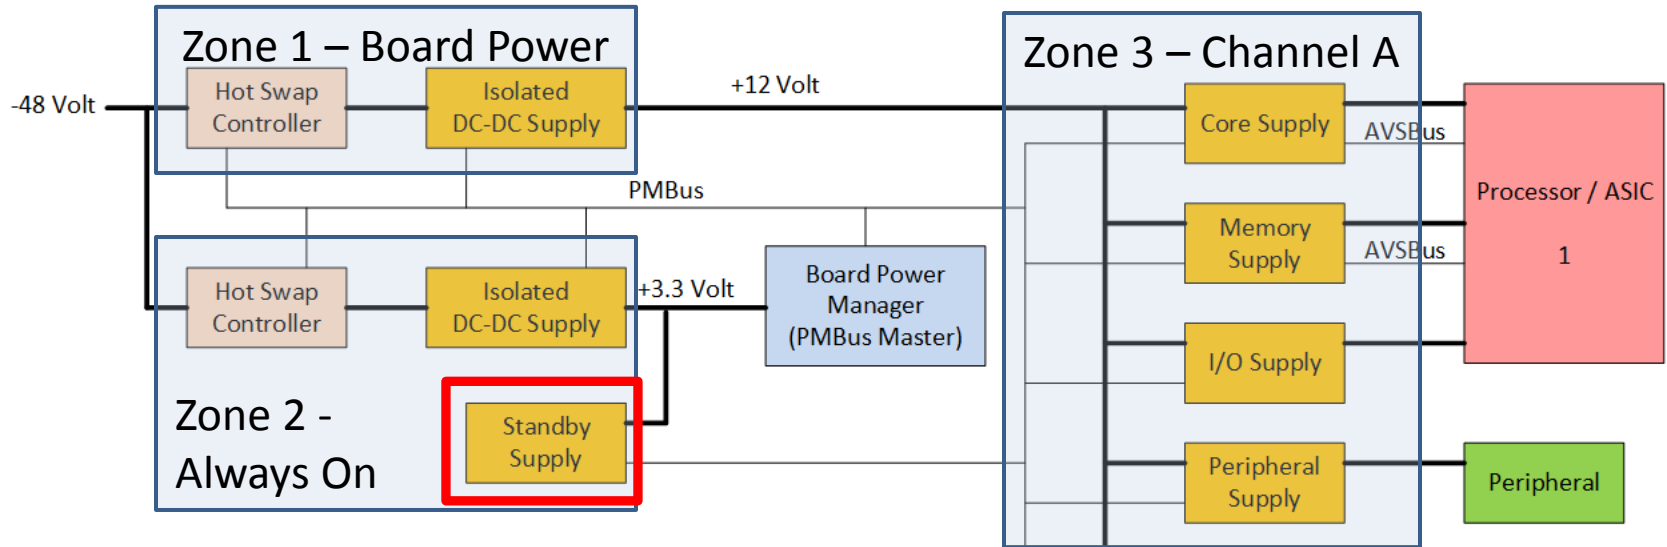 Zone 1 – Board Power
Hot Swap
Controller
Isolated
DC-DC Supply
-48 Volt
+12 Volt
PMBus
Zone 3 – Channel A
Core Supply
AVSBus
Memory
Supply
AVSBus
I/O Supply
Peripheral
Supply
Processor / ASIC
1
Peripheral
Hot Swap
Controller
Isolated
DC-DC Supply
+3.3 Volt
Board Power
Manager
(PMBus Master)
Zone 2 -
Always On
Standby
Supply